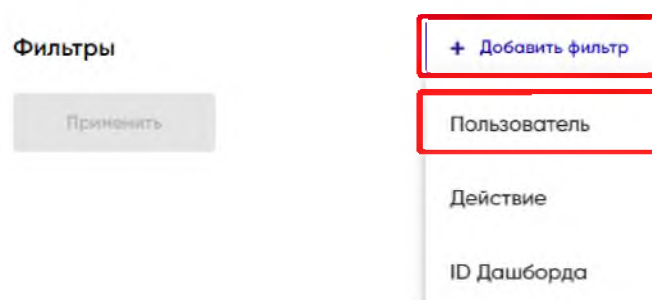 Фильтры
+ Добавить фильтр
Применить
Пользователь
Действие
ID Дашборда